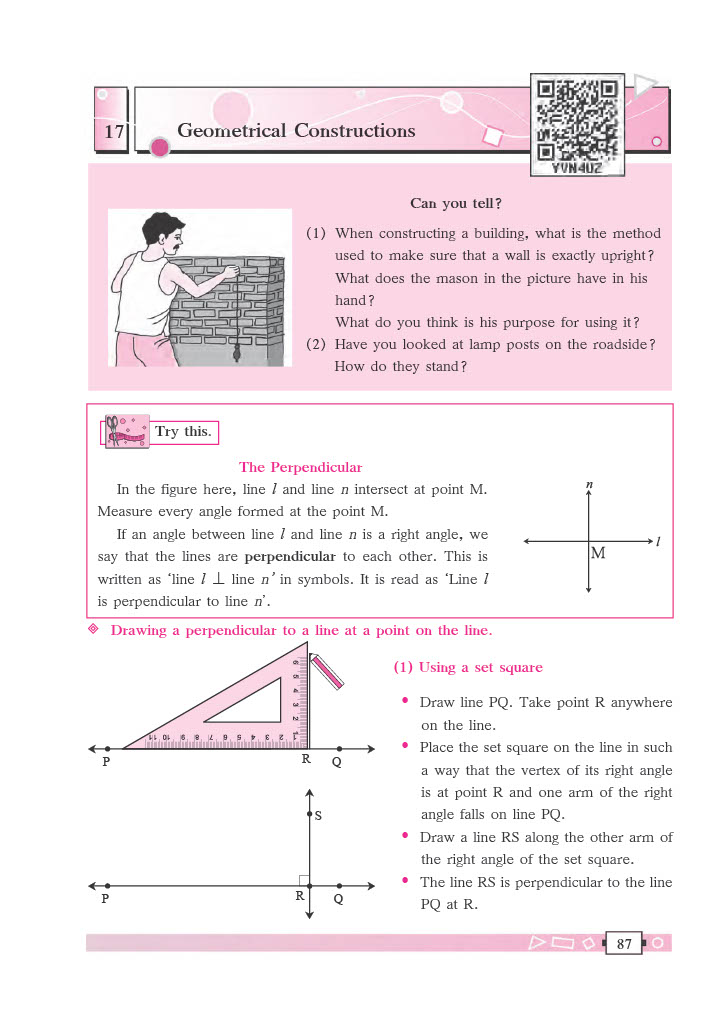 17
Geometrical Constructions
YVN4UZ
Can you tell?
(1) When constructing a building, what is the method
used to make sure that a wall is exactly upright?
What does the mason in the picture have in his
hand?
What do you think is his purpose for using it?
(2) Have you looked at lamp posts on the roadside?
How do they stand?
Try this.
The Perpendicular
In the figure here, line l and line n intersect at point M.
Measure every angle formed at the point M.
If an angle between line l and line n is a right angle, we
say that the lines are perpendicular to each other. This is
written as ‘line l ⊥ line n’ in symbols. It is read as ‘Line l
is perpendicular to line n’.
n
l
M
Drawing a perpendicular to a line at a point on the line.
6
5
4
3
2
1
11 10 9 8 7 6 5 4 3 2 1
P R Q
(1) Using a set square
• Draw line PQ. Take point R anywhere
on the line.
• Place the set square on the line in such
a way that the vertex of its right angle
is at point R and one arm of the right
angle falls on line PQ.
• Draw a line RS along the other arm of
the right angle of the set square.
• The line RS is perpendicular to the line
PQ at R.
S
P R Q
87